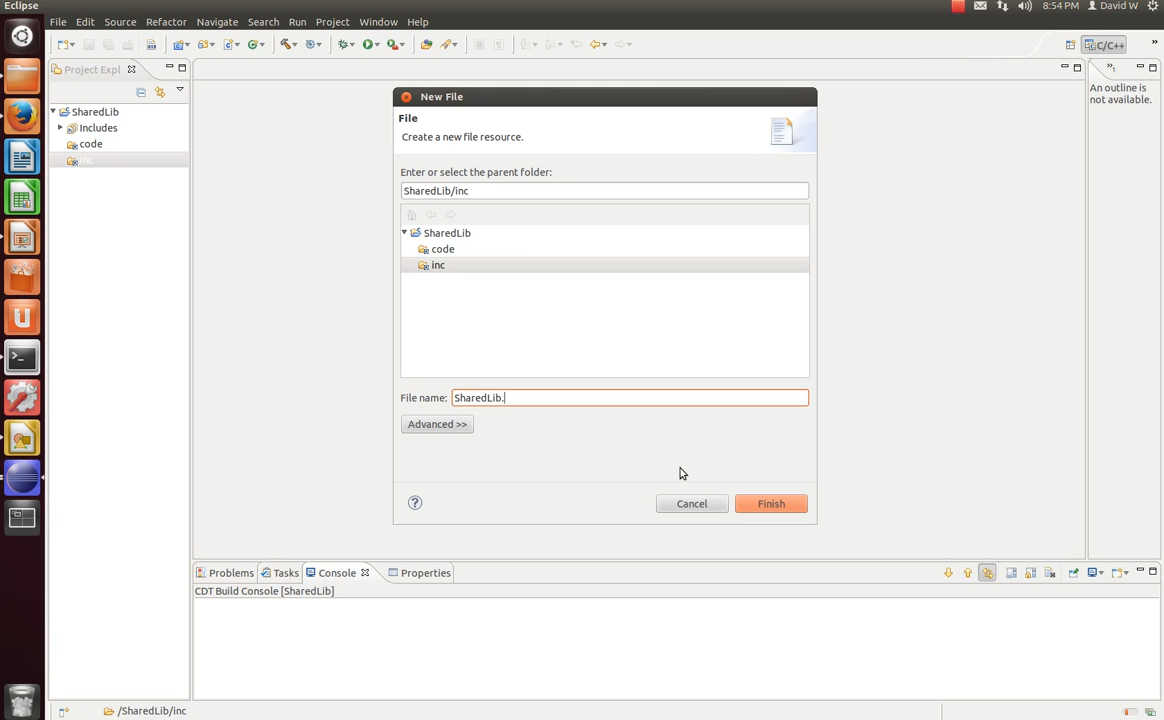 Eclipse
8:54 PM David W
File Edit Source Refactor Navigate Search Run Project Window Help
C/C++
Project Expl
SharedLib
Includes
code
inc
An outline is
not available.
New File
File
Create a new file resource.
Enter or select the parent folder:
SharedLib/inc
SharedLib
code
inc
File name: SharedLib.
Advanced >>
Cancel Finish
Problems Tasks Console Properties
CDT Build Console [SharedLib]
/SharedLib/inc